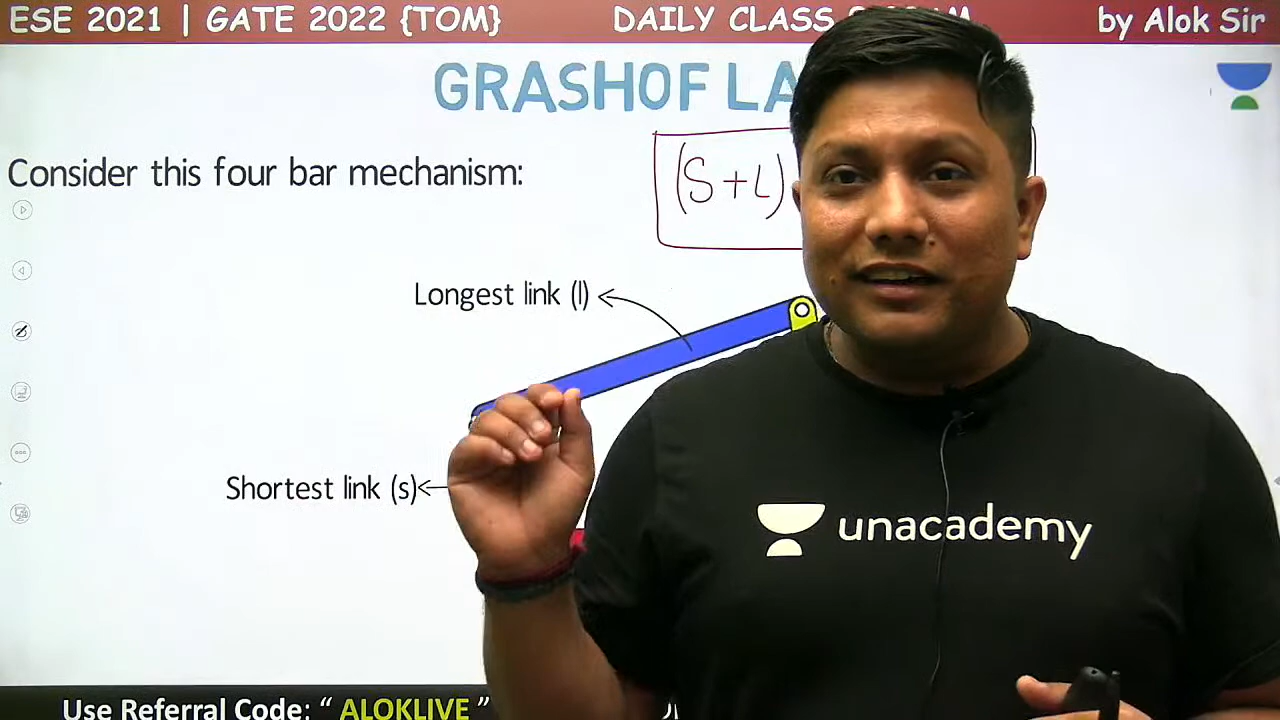 ESE 2021 | GATE 2022 {TOM} DAILY CLASS
by Alok Sir
GRASHOF
Consider this four bar mechanism:
(S+L)
Longest link (l)
Shortest link (s)
unacademy
Use Referral Code: “ ALOKLIVE ”